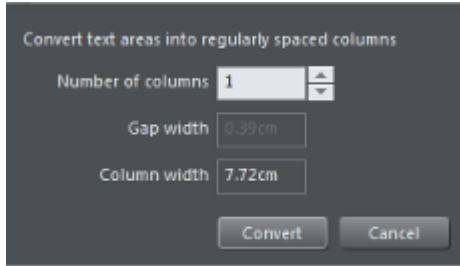 Convert text areas into regularly spaced columns
Number of columns 1
Gap width 0.39cm
Column width 7.72cm
Convert Cancel